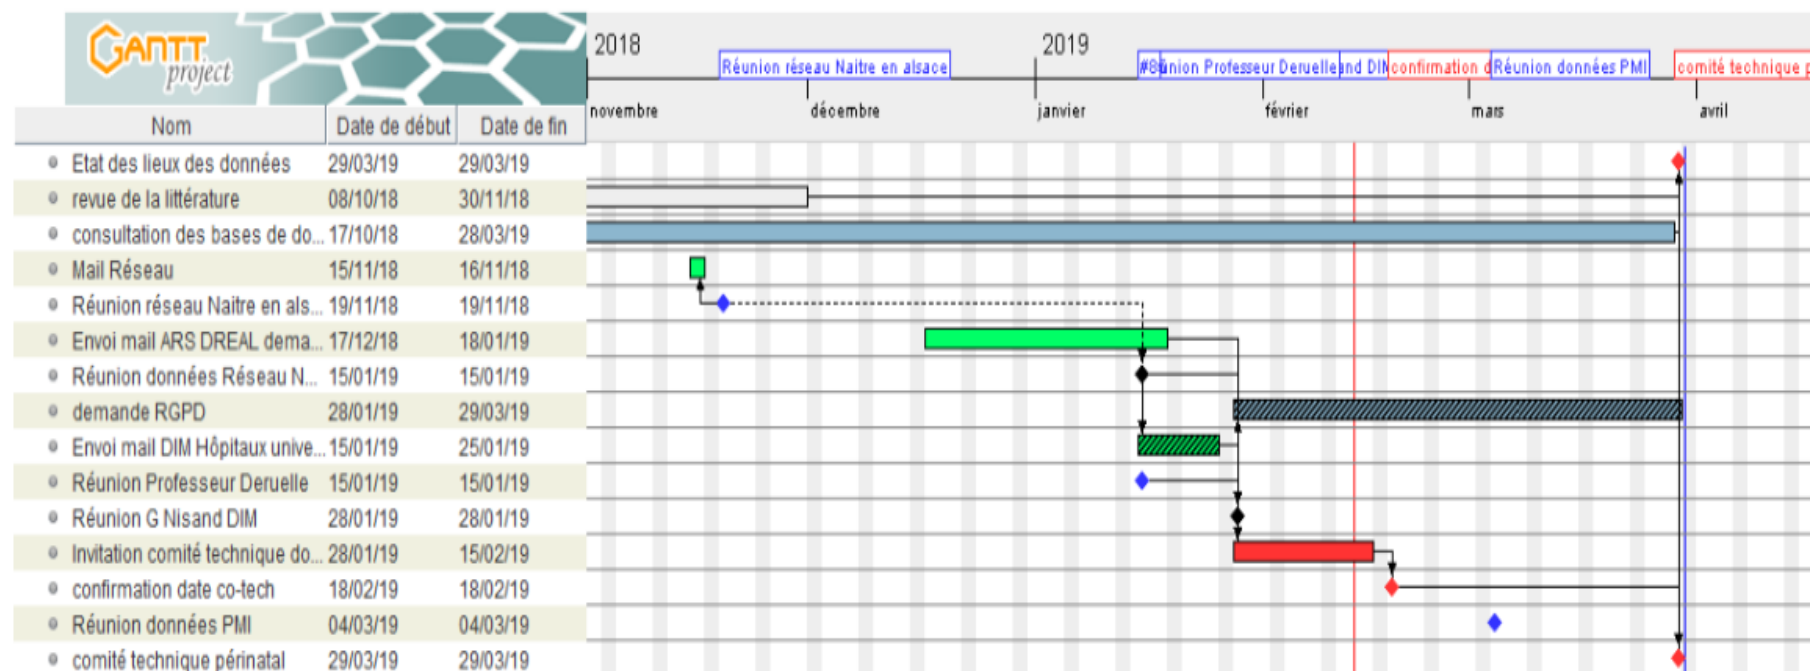 GANTT
project
2018
2019
Réunion réseau Naitre en alsace
#8
union Professeur Deruelle
and DIM
confirmation d
Réunion données PMI
comité technique p
novembre
décembre
janvier
février
mars
avril
Nom
Date de début
Date de fin
Etat des lieux des données 29/03/19 29/03/19
revue de la littérature 08/10/18 30/11/18
consultation des bases de do... 17/10/18 28/03/19
Mail Réseau 15/11/18 16/11/18
Réunion réseau Naitre en als... 19/11/18 19/11/18
Envoi mail ARS DREAL dema... 17/12/18 18/01/19
Réunion données Réseau N... 15/01/19 15/01/19
demande RGPD 28/01/19 29/03/19
Envoi mail DIM Hôpitaux unive... 15/01/19 25/01/19
Réunion Professeur Deruelle 15/01/19 15/01/19
Réunion G Nisand DIM 28/01/19 28/01/19
Invitation comité technique do... 28/01/19 15/02/19
confirmation date co-tech 18/02/19 18/02/19
Réunion données PMI 04/03/19 04/03/19
comité technique périnatal 29/03/19 29/03/19